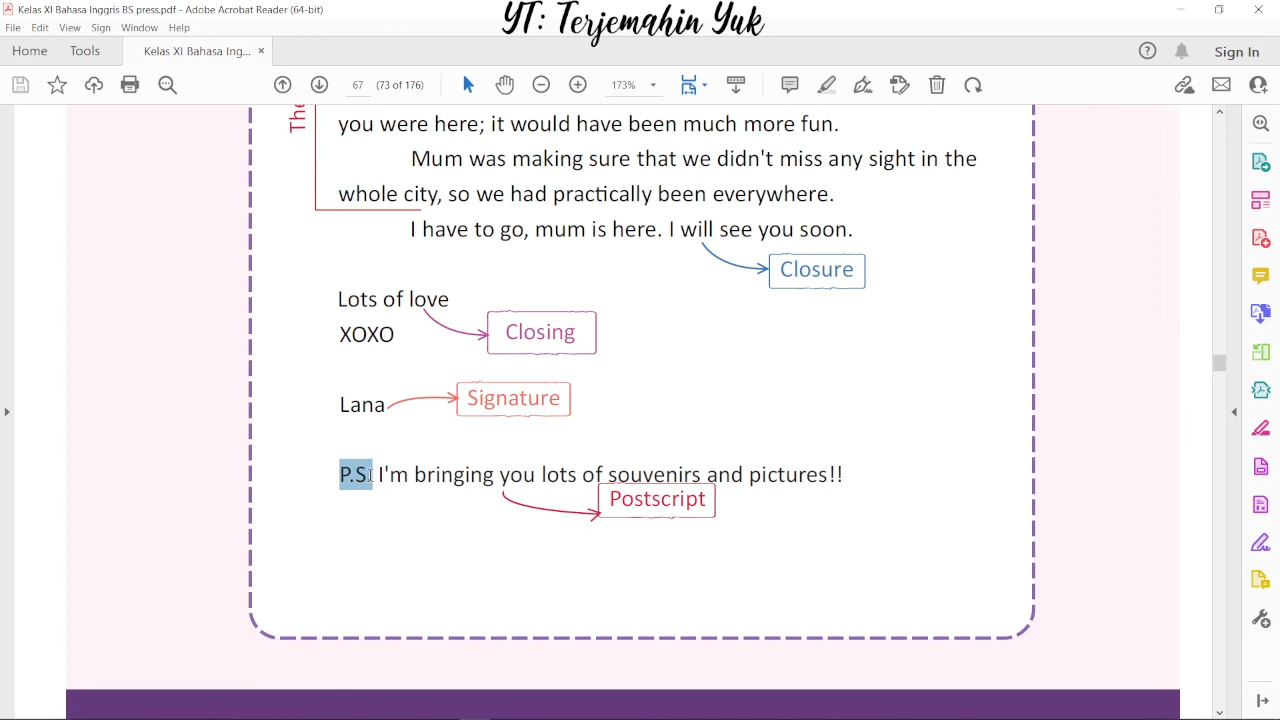 Kelas XI Bahasa Inggris BS press.pdf - Adobe Acrobat Reader (64-bit)
YT: Terjemahin Yuk
File Edit View Sign Window Help
Home Tools Kelas XI Bahasa Ing... × Sign In
67 (73 of 176) 173%
The
you were here; it would have been much more fun.
Mum was making sure that we didn't miss any sight in the
whole city, so we had practically been everywhere.
I have to go, mum is here. I will see you soon.
Closure
Lots of love
XOXO
Closing
Lana
Signature
P.S: I'm bringing you lots of souvenirs and pictures!!
Postscript